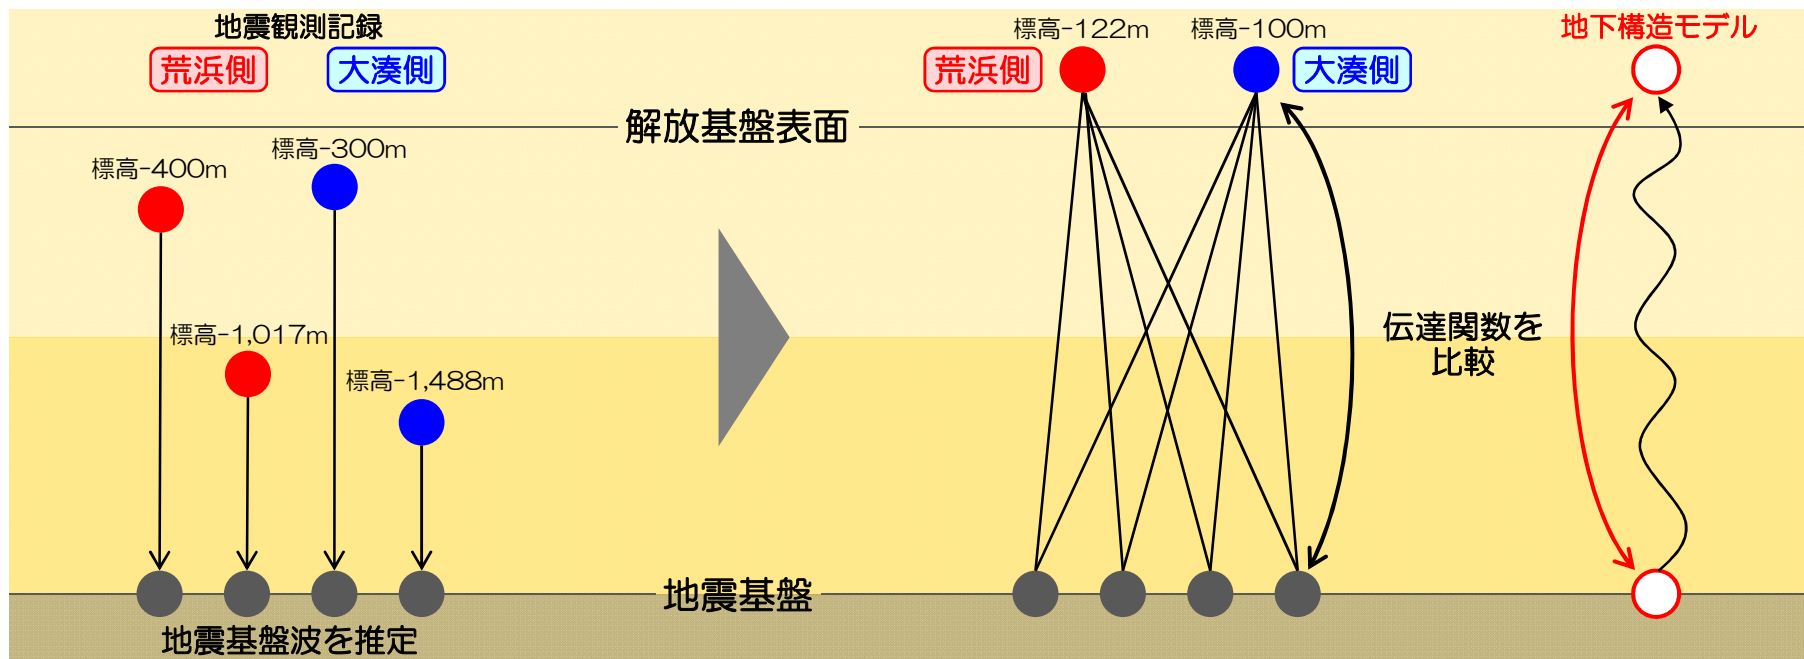 地震観測記録
荒浜側
大湊側
標高-400m
標高-300m
標高-1,017m
標高-1,488m
地震基盤波を推定
解放基盤表面
地震基盤
標高-122m
標高-100m
荒浜側
大湊側
伝達関数を
比較
地下構造モデル